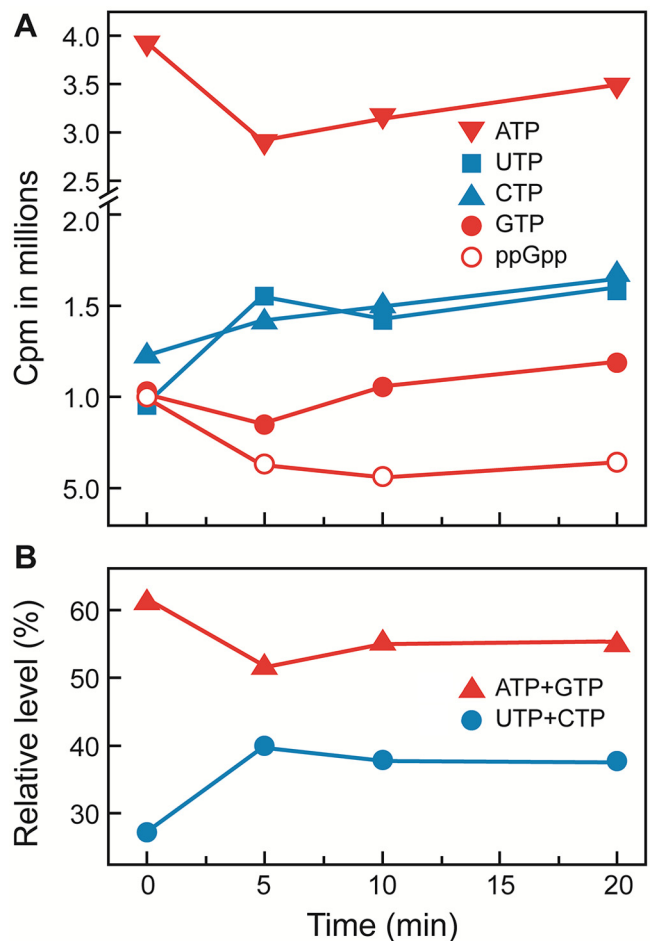 A
Cpm in millions
4.0
3.5
3.0
2.5
2.0
1.5
1.0
5.0
ATP
UTP
CTP
GTP
ppGpp
B
Relative level (%)
60
50
40
30
ATP+GTP
UTP+CTP
0 5 10 15 20
Time (min)